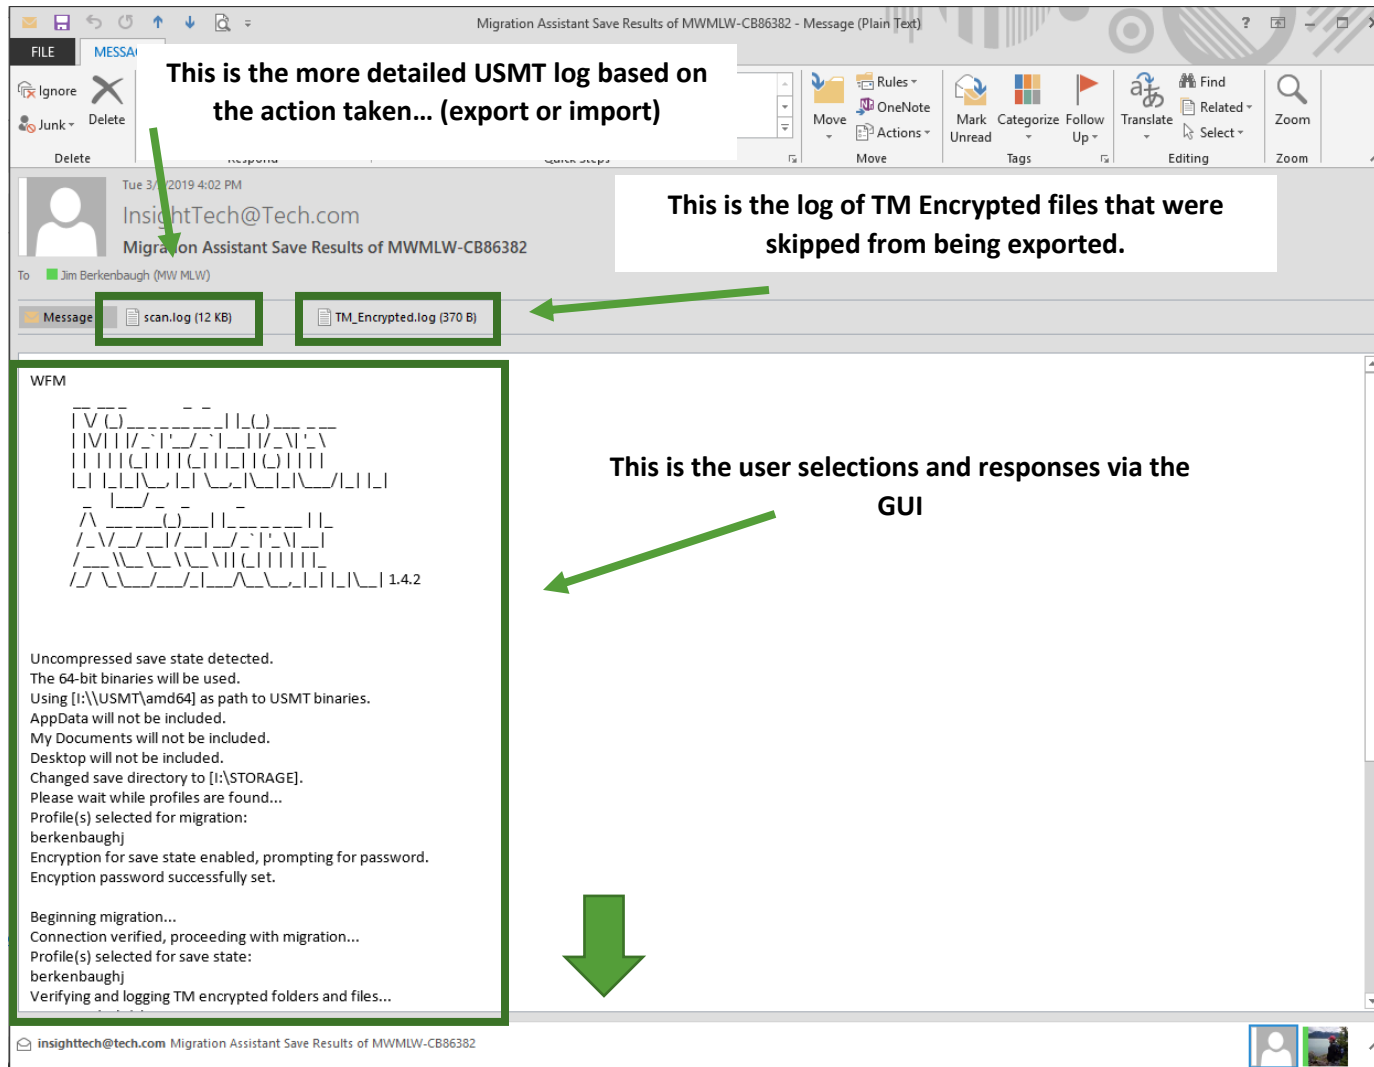 Migration Assistant Save Results of MWMLW-CB86382 - Message (Plain Text)
?
FILE
This is the more detailed USMT log based on
the action taken... (export or import)
Ignore
Junk
Delete
Delete
Move
Rules
OneNote
Actions
Move
Mark
Unread
Categorize
Follow
Up
Tags
Translate
Find
Related
Select
Editing
Zoom
Zoom
This is the log of TM Encrypted files that were
skipped from being exported.
Tue 2019 4:02 PM
InsightTech@Tech.com
Migration Assistant Save Results of MWMLW-CB86382
To Jim Berkenbaugh (MW MLW)
Message
scan.log (12 KB)
TM_Encrypted.log (370 B)
This is the user selections and responses via the
GUI
WFM
1.4.2
Uncompressed save state detected.
The 64-bit binaries will be used.
Using [I:\\USMT\amd64] as path to USMT binaries.
AppData will not be included.
My Documents will not be included.
Desktop will not be included.
Changed save directory to [I:\STORAGE].
Please wait while profiles are found...
Profile(s) selected for migration:
berkenbaughj
Encryption for save state enabled, prompting for password.
Encyption password successfully set.
Beginning migration...
Connection verified, proceeding with migration...
Profile(s) selected for save state:
berkenbaughj
Verifying and logging TM encrypted folders and files...
insighttech@tech.com Migration Assistant Save Results of MWMLW-CB86382